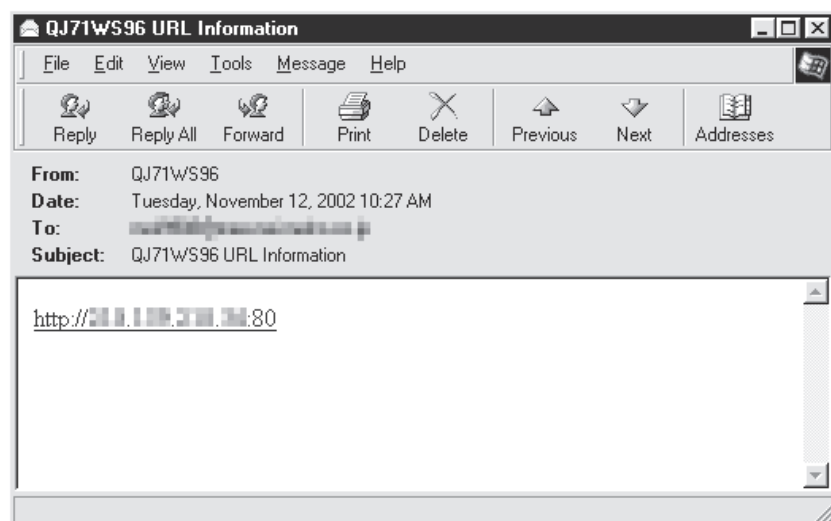 QJ71WS96 URL Information
File Edit View Tools Message Help
Reply Reply All Forward Print Delete Previous Next Addresses
From: QJ71WS96
Date: Tuesday, November 12, 2002 10:27 AM
To:
Subject: QJ71WS96 URL Information
http:// :80